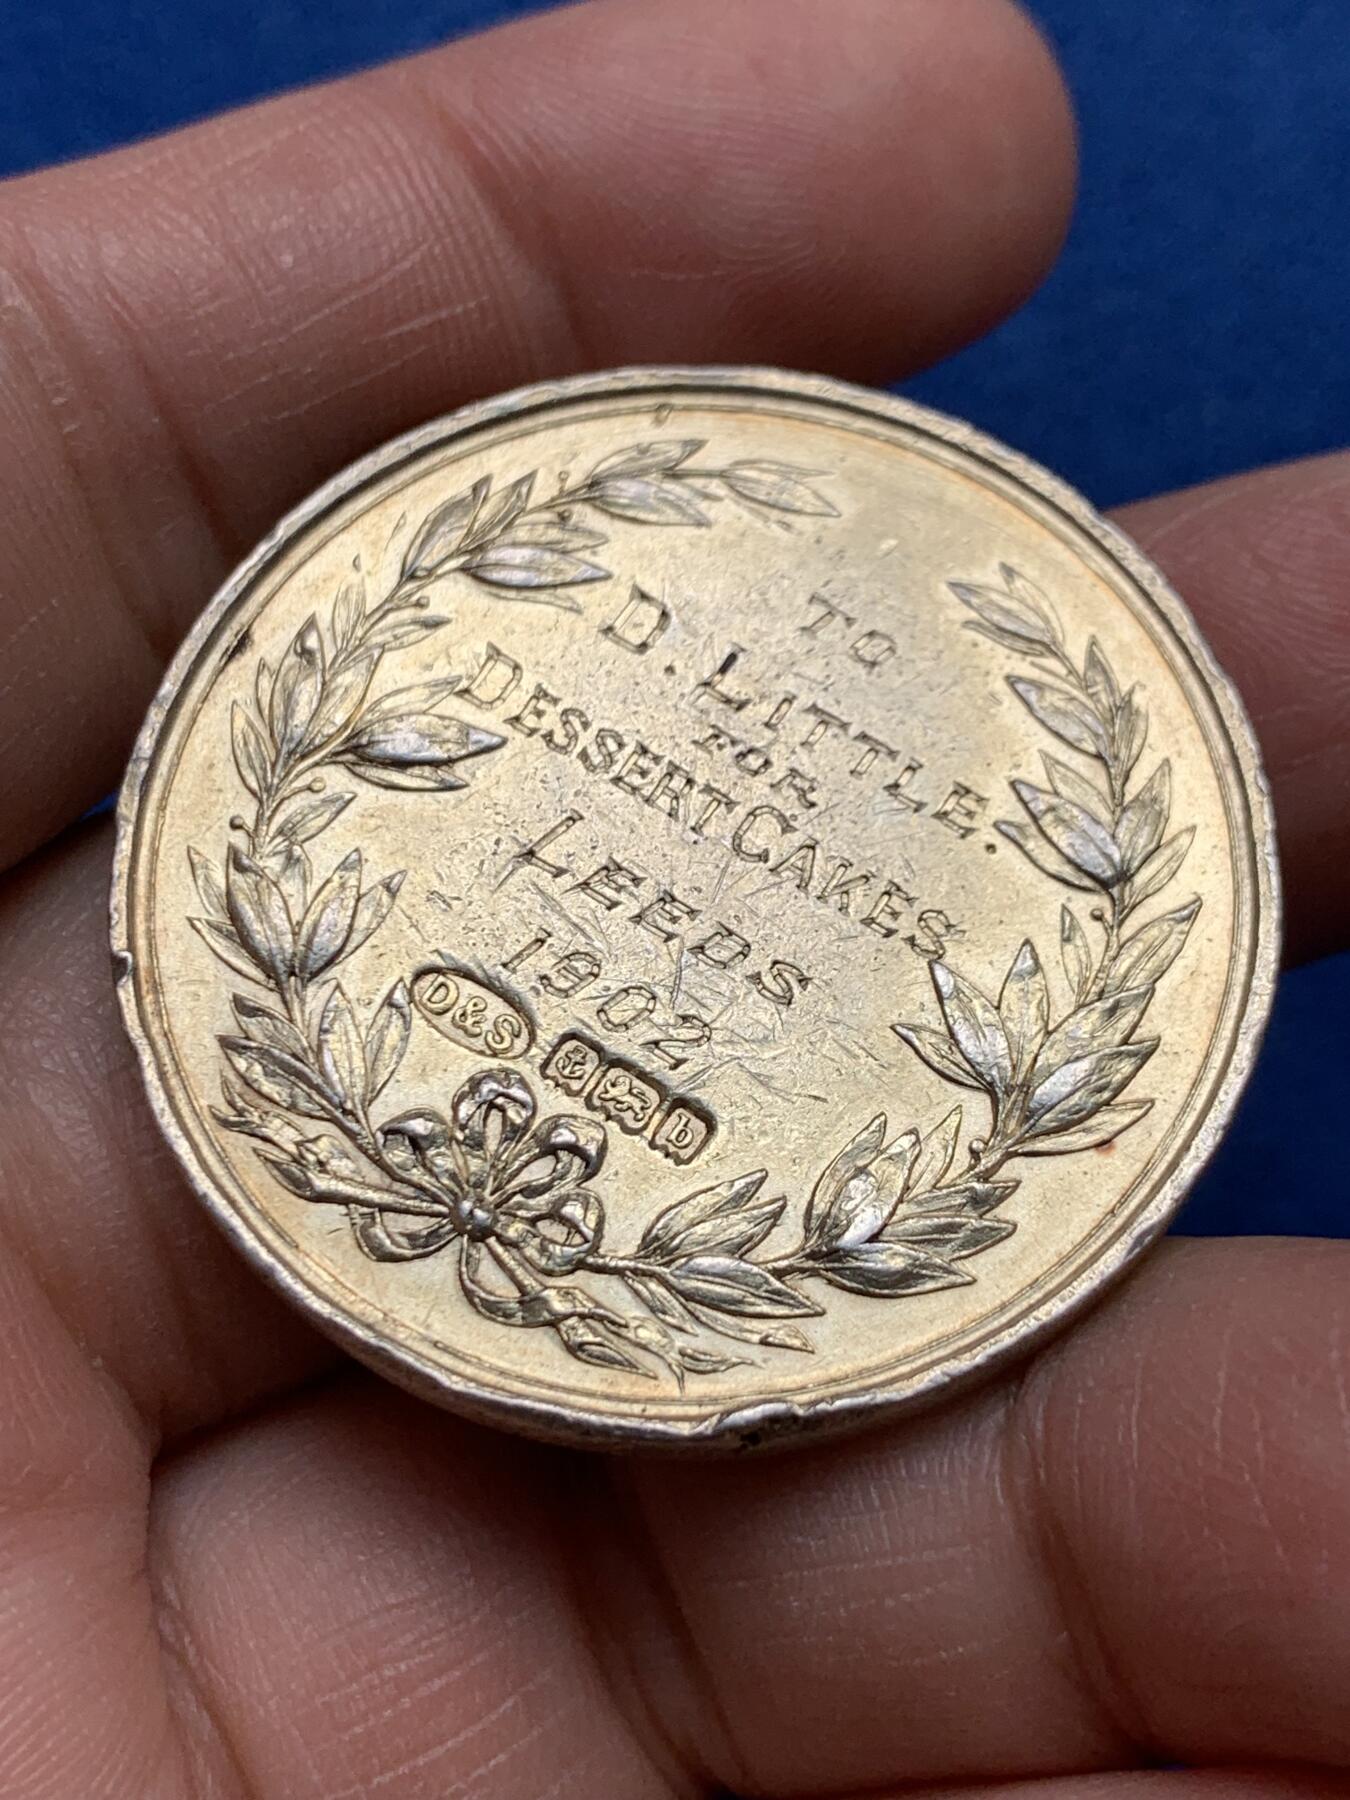 TO
D. LITTLE.
FOR
DESSERT CAKES
LEEDS
1902
D&S b